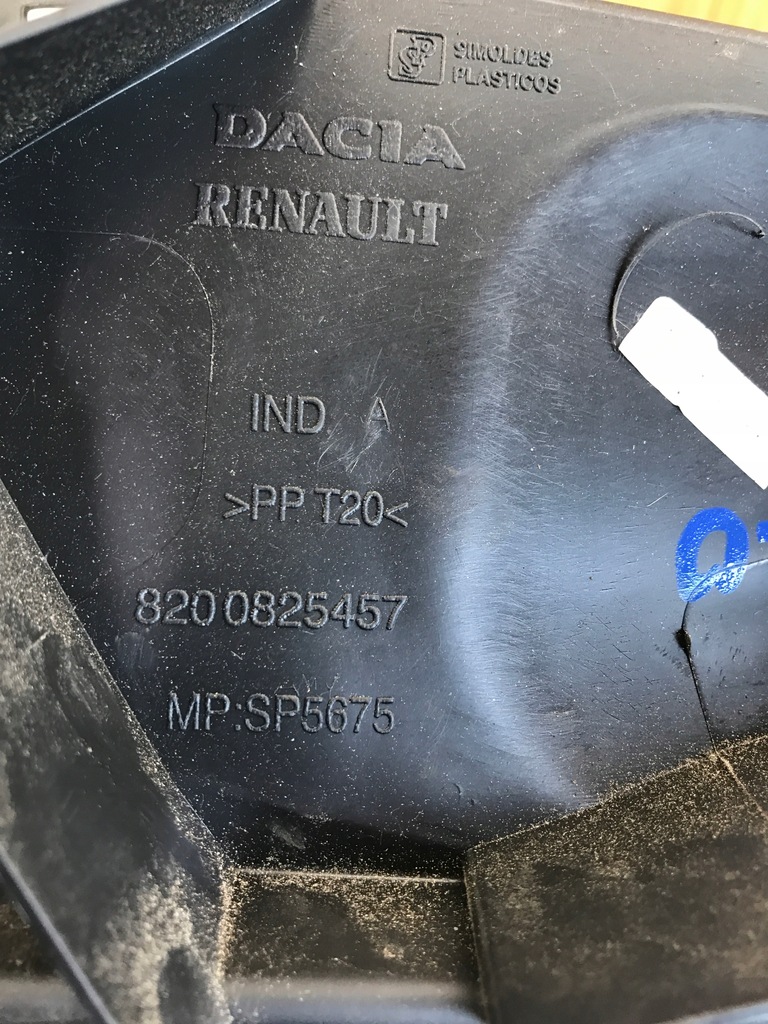 SIMOLDES
PLASTICOS
DACIA
RENAULT
IND A
>PP T20<
8200825457
MP:SP5675